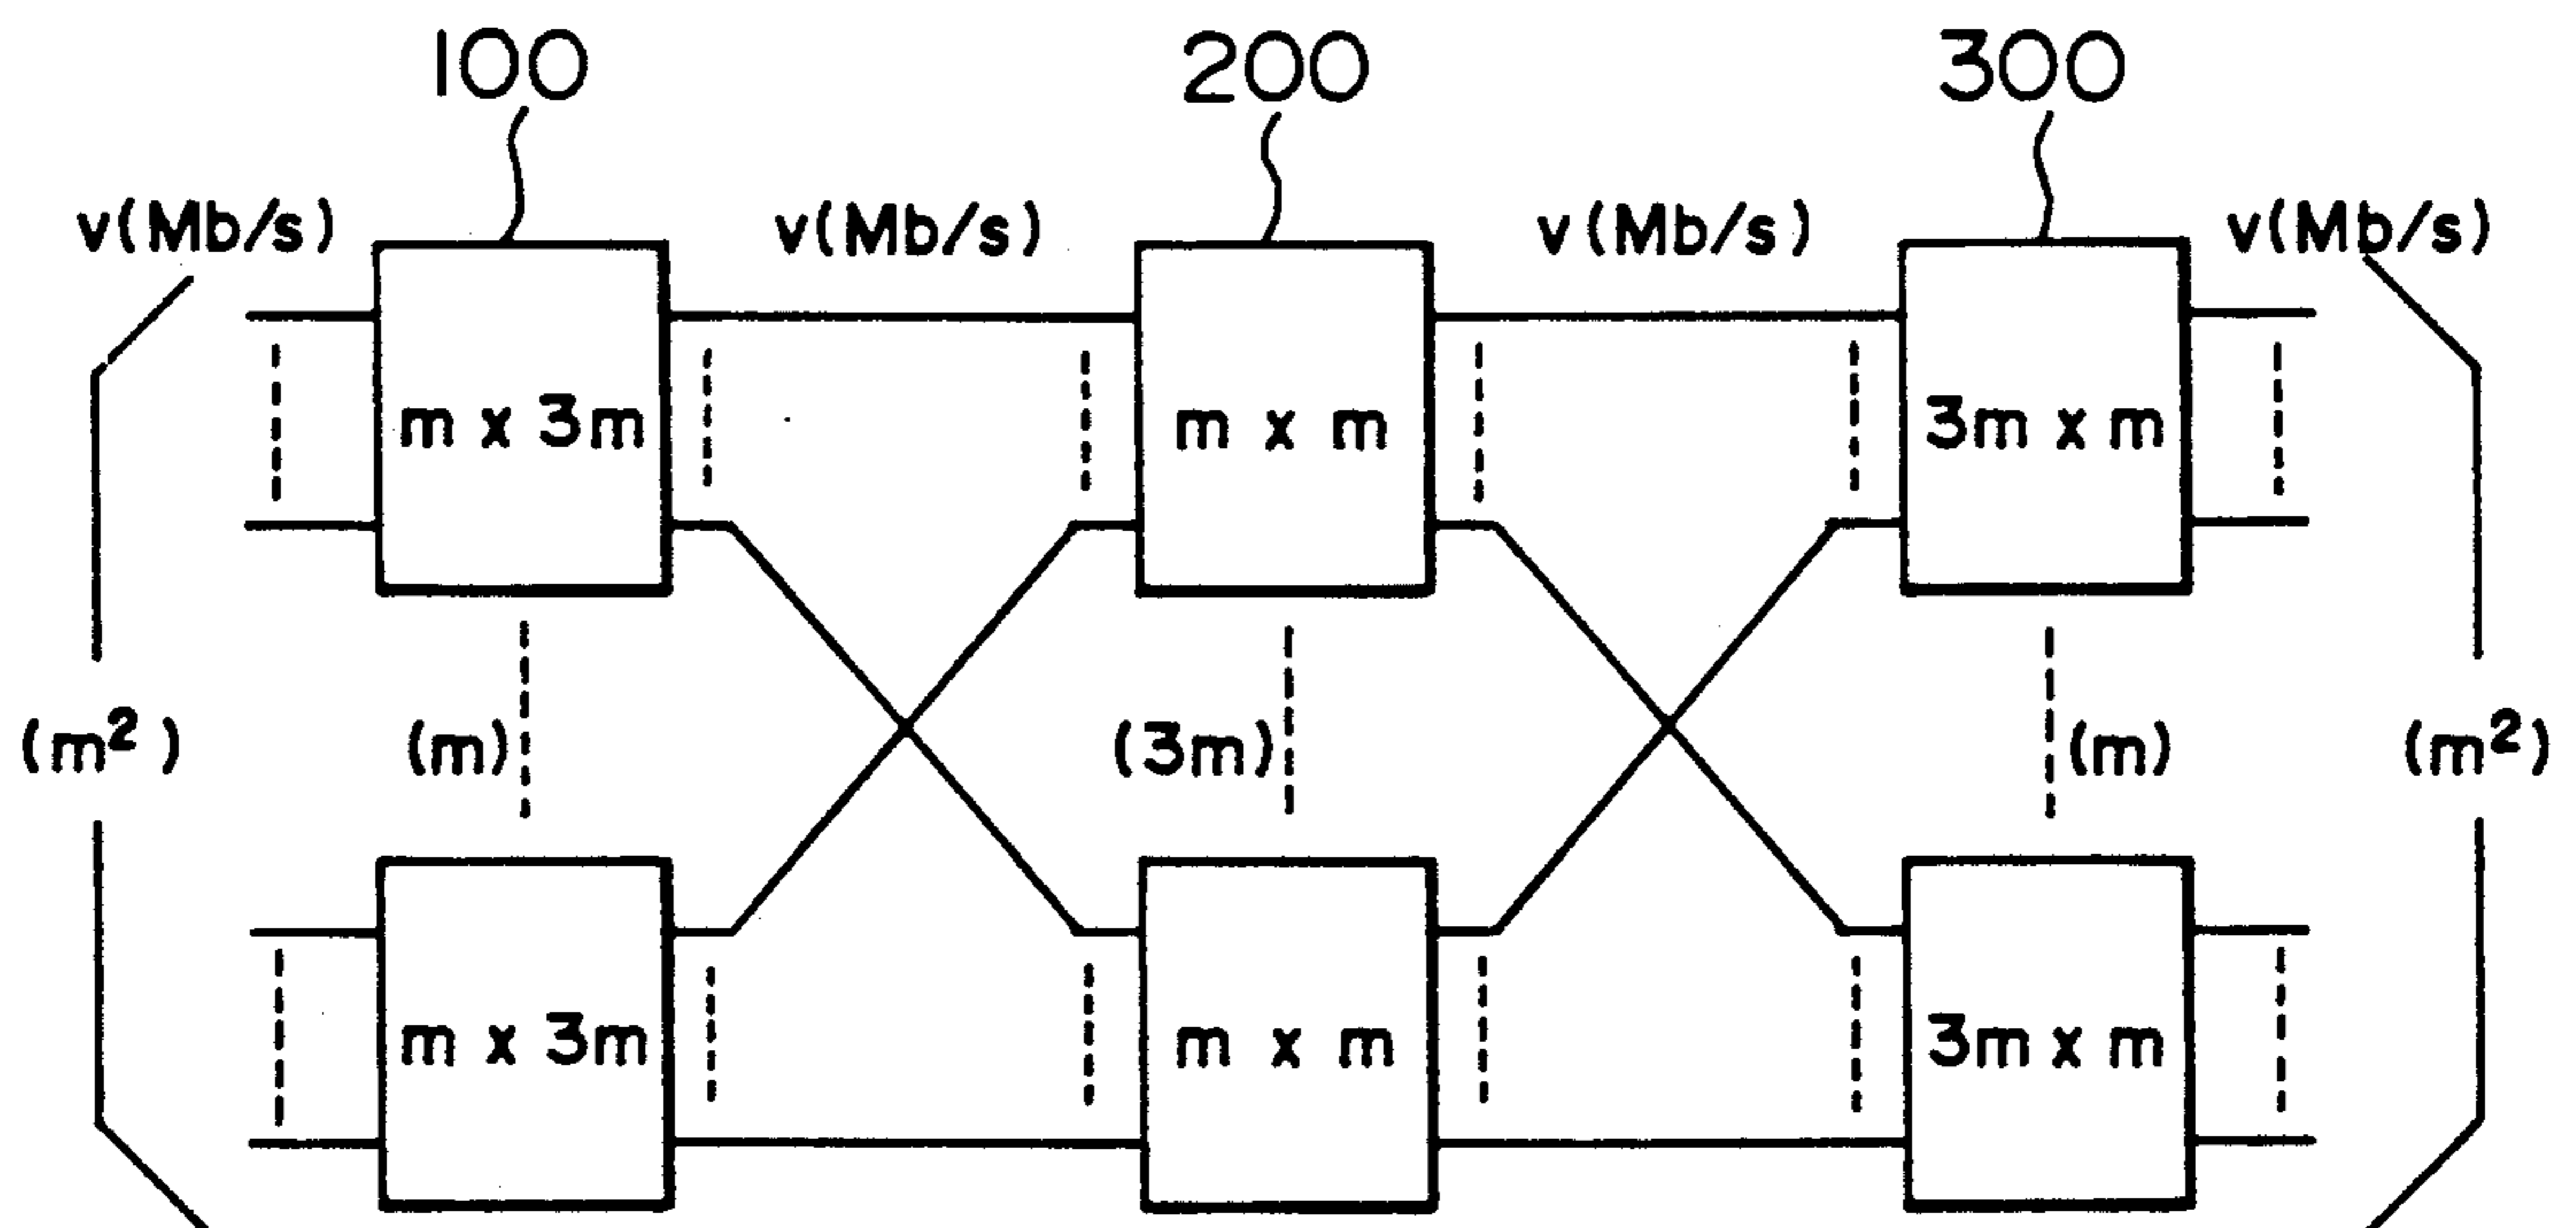 100 200 300
v(Mb/s) v(Mb/s) v(Mb/s) v(Mb/s)
m x 3m m x m 3m x m
(m²) (m) (3m) (m) (m²)
m x 3m m x m 3m x m